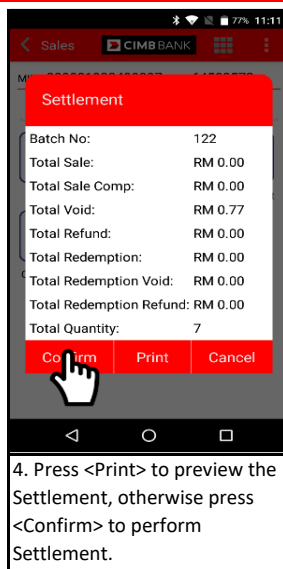 77% 11:11
Sales CIMB BANK
Settlement
Batch No: 122
Total Sale: RM 0.00
Total Sale Comp: RM 0.00
Total Void: RM 0.77
Total Refund: RM 0.00
Total Redemption: RM 0.00
Total Redemption Void: RM 0.00
Total Redemption Refund: RM 0.00
Total Quantity: 7
Confirm Print Cancel
4. Press <Print> to preview the
Settlement, otherwise press
<Confirm> to perform
Settlement.